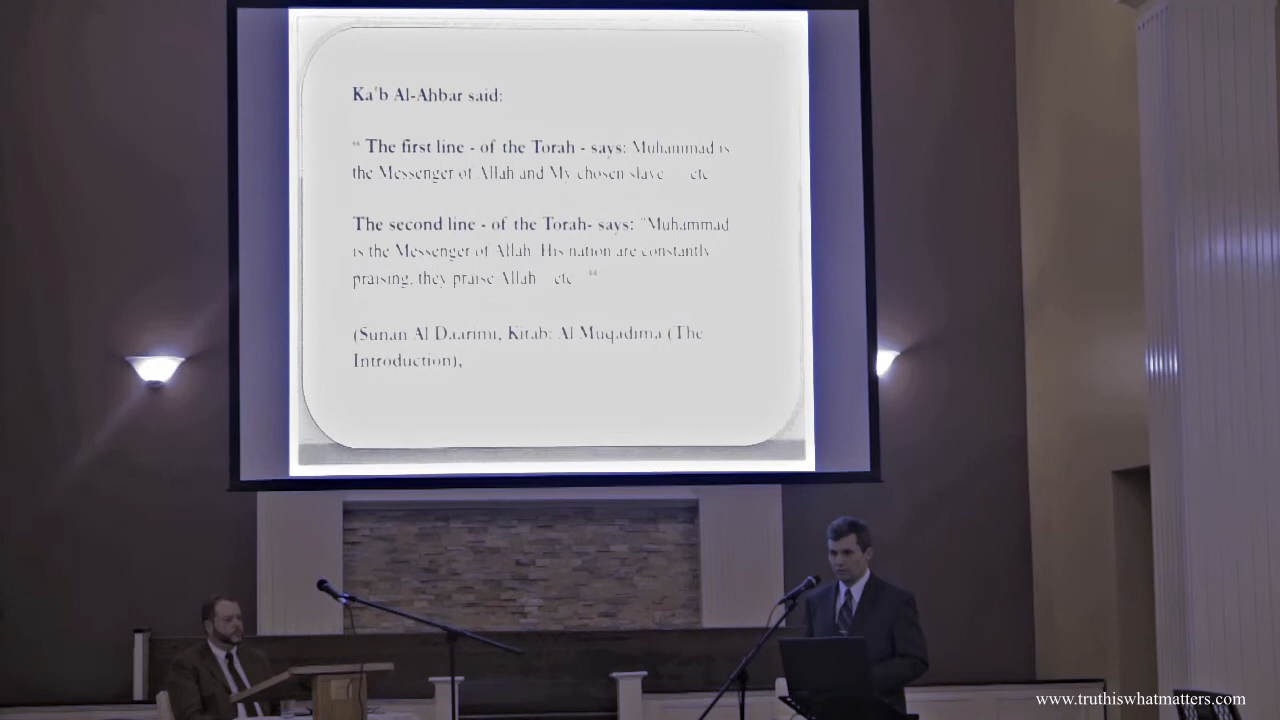 Ka'b Al-Ahbar said:
" The first line - of the Torah - says: Muhammad is
the Messenger of Allah and My chosen slave etc
The second line - of the Torah- says: "Muhammad
is the Messenger of Allah His nation are constantly
praising, they praise Allah etc "
(Sunan Al Daarimi, Kitab: Al Muqadima (The
Introduction),
www.truthiswhatmatters.com